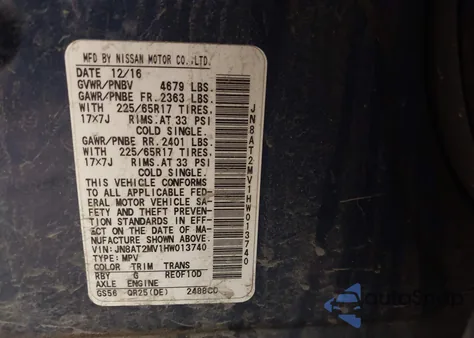 MFD BY NISSAN MOTOR CO.,LTD.
DATE 12/16
GVWR/PNBV 4679 LBS.
GAWR/PNBE FR. 2363 LBS.
WITH 225/65R17 TIRES.
17×7J RIMS.AT 33 PSI
COLD SINGLE.
GAWR/PNBE RR. 2401 LBS.
WITH 225/65R17 TIRES.
17×7J RIMS.AT 33 PSI
COLD SINGLE.
THIS VEHICLE CONFORMS
TO ALL APPLICABLE FED-
ERAL MOTOR VEHICLE SA-
FETY AND THEFT PREVEN-
TION STANDARDS IN EFF-
ECT ON THE DATE OF MA-
NUFACTURE SHOWN ABOVE.
VIN: JN8AT2MV1HW013740
TYPE: MPV
COLOR TRIM TRANS
RBY G RE0F10D
AXLE ENGINE
GS56 QR25(DE) 2488CC
JN8AT2MV1HW013740